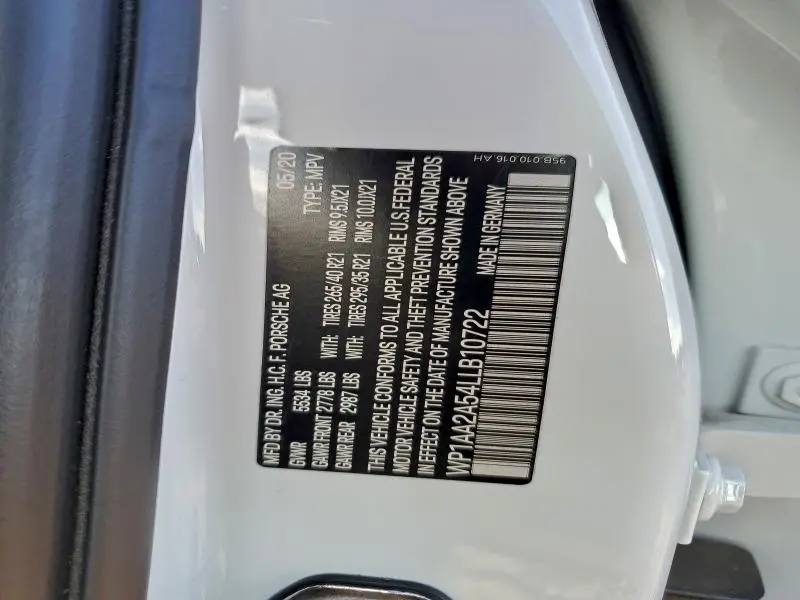 MFD BY DR. ING. H.C. F. PORSCHE AG 05/20
GVWR 5534 LBS TYPE: MPV
GAWR FRONT 2778 LBS WITH: TIRES 265/40 R21 RIMS 9.5JX21
GAWR REAR 2987 LBS WITH: TIRES 295/35 R21 RIMS 10.0JX21
THIS VEHICLE CONFORMS TO ALL APPLICABLE U.S. FEDERAL
MOTOR VEHICLE SAFETY AND THEFT PREVENTION STANDARDS
IN EFFECT ON THE DATE OF MANUFACTURE SHOWN ABOVE
WP1AA2A54LLB10722 MADE IN GERMANY
95B.010.016.AH